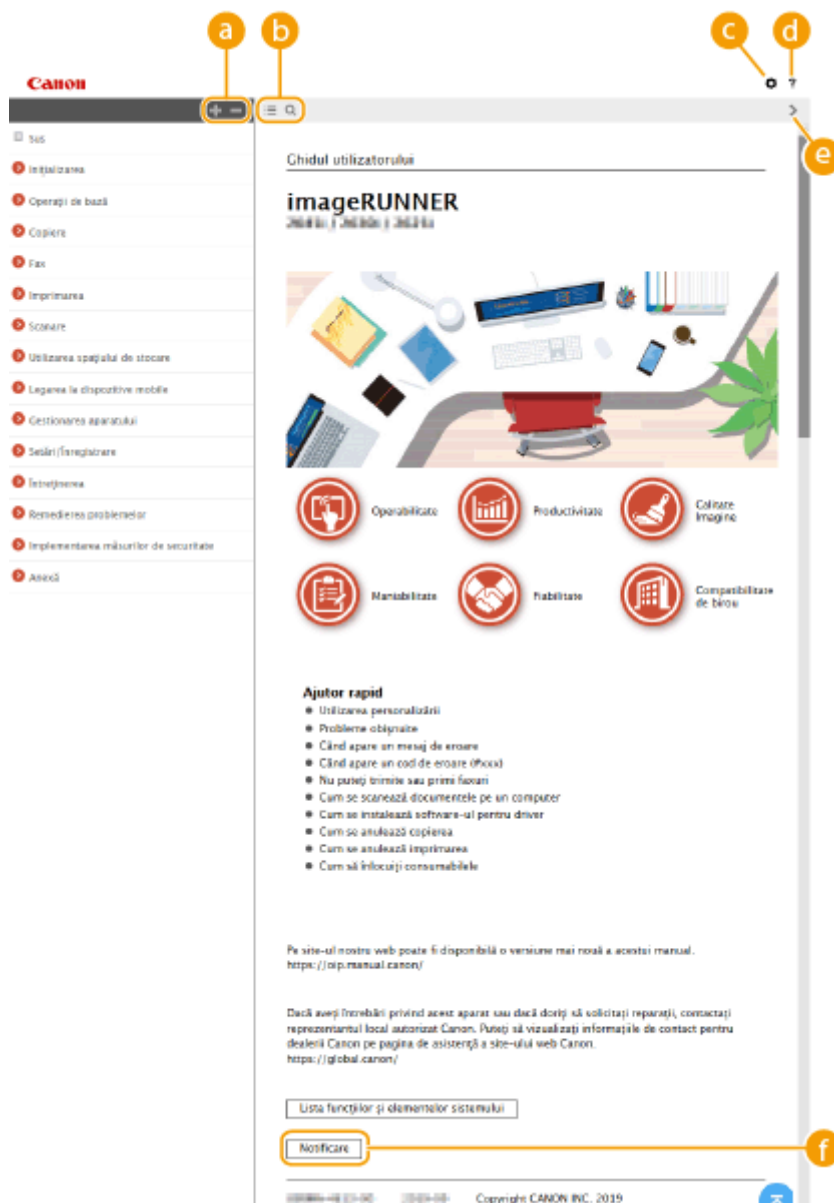 a
b
c
d
Canon
?
e
Sus
Inițializarea
Operații de bază
Copiere
Fax
Imprimarea
Scanare
Utilizarea spațiului de stocare
Legarea la dispozitive mobile
Gestionarea aparatului
Setări/Înregistrare
Întreținerea
Remedierea problemelor
Implementarea măsurilor de securitate
Anexă
Ghidul utilizatorului
imageRUNNER
Operabilitate
Productivitate
Calitate
Imagine
Maniabilitate
Fiabilitate
Compatibilitate
de birou
Ajutor rapid
Utilizarea personalizării
Probleme obișnuite
Când apare un mesaj de eroare
Când apare un cod de eroare (#xxx)
Nu puteți trimite sau primi faxuri
Cum se scanează documentele pe un computer
Cum se instalează software-ul pentru driver
Cum se anulează copierea
Cum se anulează imprimarea
Cum să înlocuiți consumabilele
Pe site-ul nostru web poate fi disponibilă o versiune mai nouă a acestui manual.
https://oip.manual.canon/
Dacă aveți întrebări privind acest aparat sau dacă doriți să solicitați reparații, contactați
reprezentantul local autorizat Canon. Puteți să vizualizați informațiile de contact pentru
dealerii Canon pe pagina de asistență a site-ului web Canon.
https://global.canon/
Lista funcțiilor și elementelor sistemului
Notificare
f
Copyright CANON INC. 2019